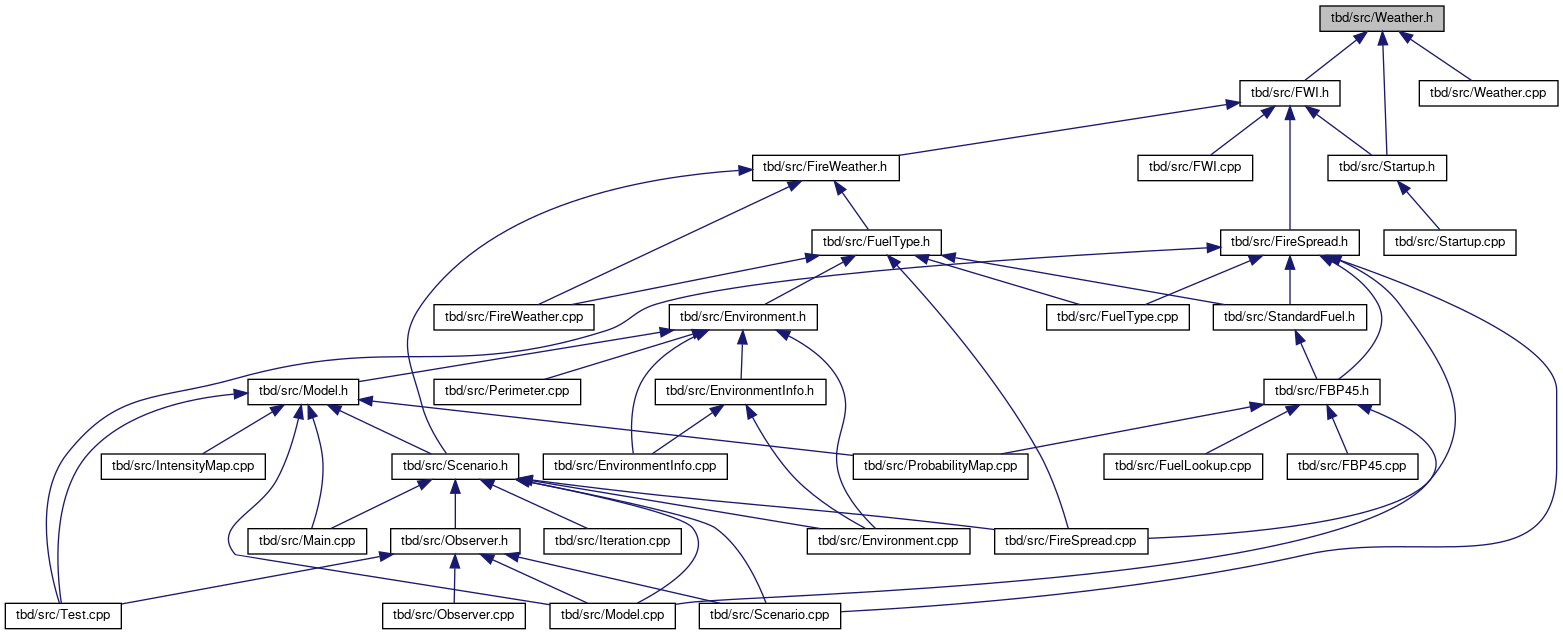 tbd/src/Weather.h
tbd/src/FWI.h
tbd/src/Weather.cpp
tbd/src/FireWeather.h
tbd/src/FWI.cpp
tbd/src/Startup.h
tbd/src/FuelType.h
tbd/src/FireSpread.h
tbd/src/Startup.cpp
tbd/src/FireWeather.cpp
tbd/src/Environment.h
tbd/src/FuelType.cpp
tbd/src/StandardFuel.h
tbd/src/Model.h
tbd/src/Perimeter.cpp
tbd/src/EnvironmentInfo.h
tbd/src/FBP45.h
tbd/src/IntensityMap.cpp
tbd/src/Scenario.h
tbd/src/EnvironmentInfo.cpp
tbd/src/ProbabilityMap.cpp
tbd/src/FuelLookup.cpp
tbd/src/FBP45.cpp
tbd/src/Main.cpp
tbd/src/Observer.h
tbd/src/Iteration.cpp
tbd/src/Environment.cpp
tbd/src/FireSpread.cpp
tbd/src/Test.cpp
tbd/src/Observer.cpp
tbd/src/Model.cpp
tbd/src/Scenario.cpp